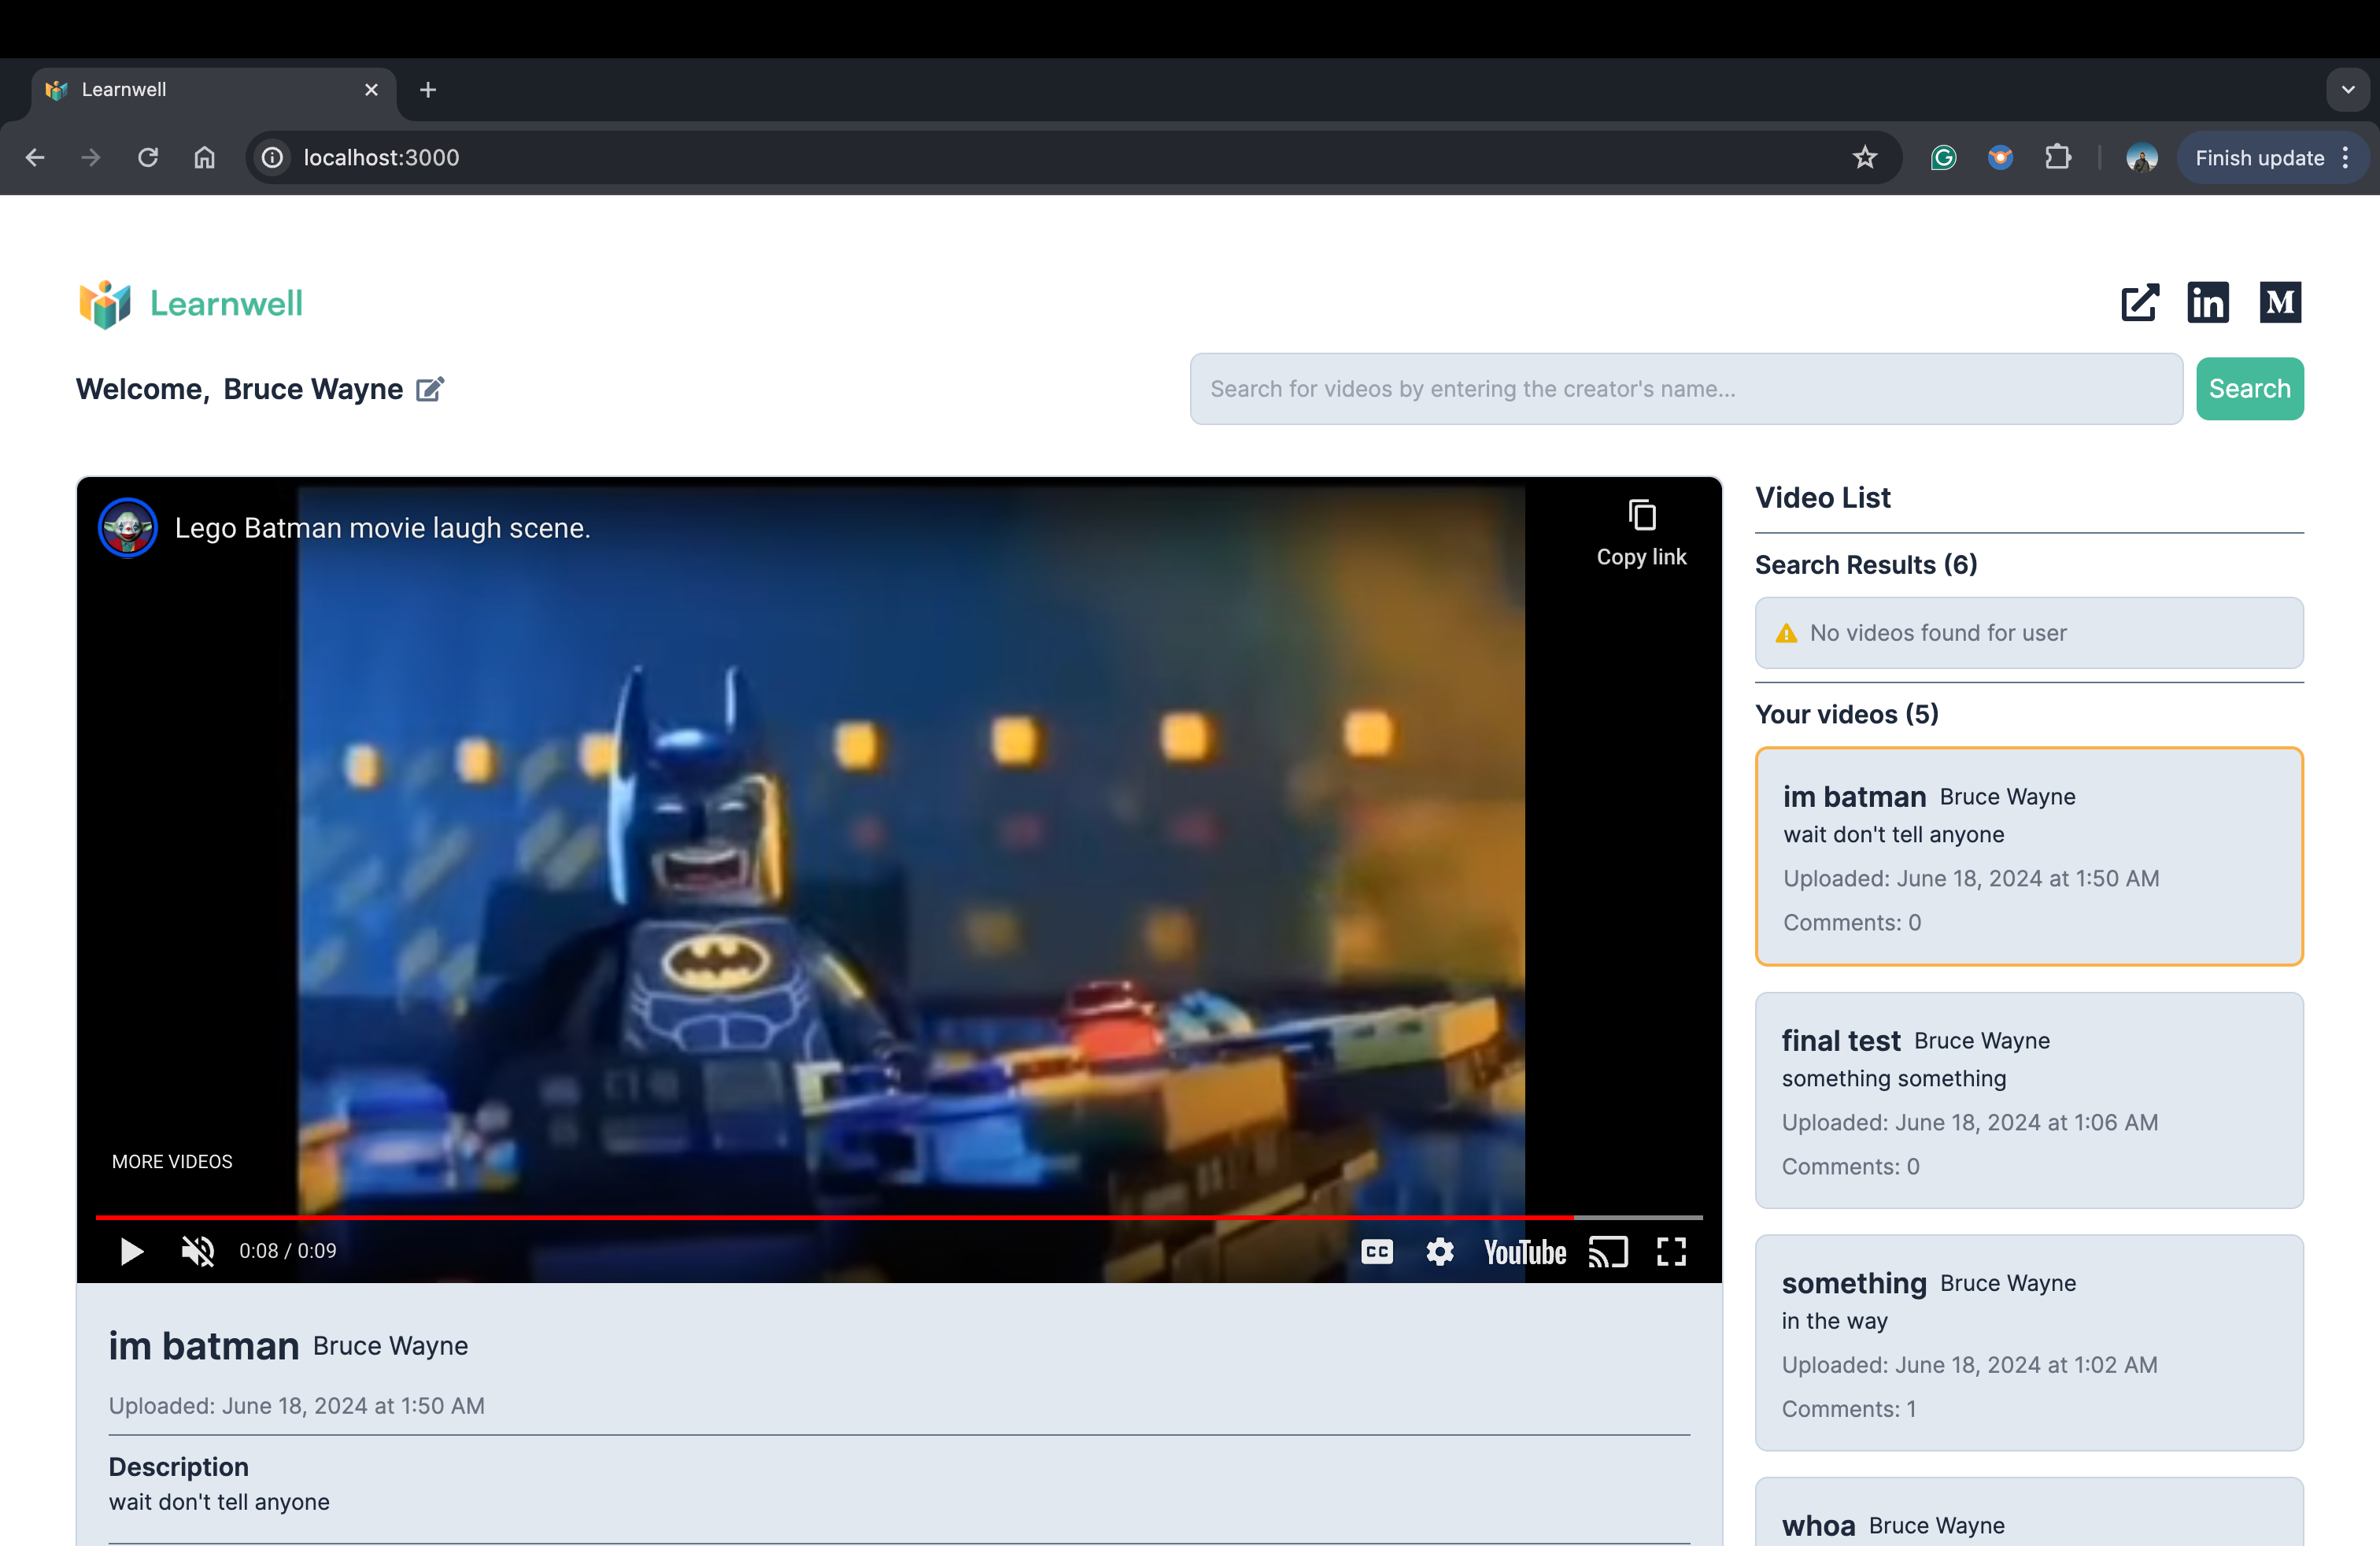 Learnwell
localhost:3000
Finish update
Learnwell
in
M
Welcome, Bruce Wayne
Search for videos by entering the creator's name...
Search
Lego Batman movie laugh scene.
Copy link
MORE VIDEOS
0:08 / 0:09
CC
YouTube
im batman Bruce Wayne
Uploaded: June 18, 2024 at 1:50 AM
Description
wait don't tell anyone
Video List
Search Results (6)
No videos found for user
Your videos (5)
im batman Bruce Wayne
wait don't tell anyone
Uploaded: June 18, 2024 at 1:50 AM
Comments: 0
final test Bruce Wayne
something something
Uploaded: June 18, 2024 at 1:06 AM
Comments: 0
something Bruce Wayne
in the way
Uploaded: June 18, 2024 at 1:02 AM
Comments: 1
whoa Bruce Wayne